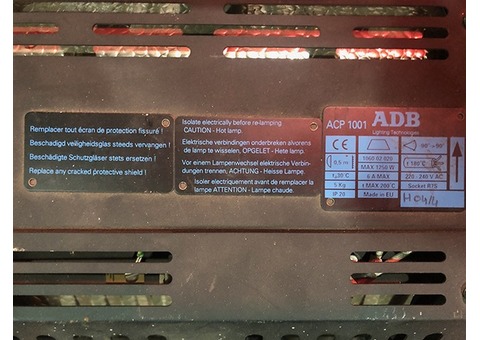 Remplacer tout écran de protection fissuré !
Beschadigd veiligheidsglas steeds vervangen !
Beschädigte Schutzgläser stets ersetzen !
Replace any cracked protective shield !
Isolate electrically before re-lamping.
CAUTION - Hot lamp.
Elektrische verbindingen onderbreken alvorens
de lamp te wisselen, OPGELET - Hete lamp.
Vor einem Lampenwechsel elektrische Verbin-
dungen trennen, ACHTUNG - Heisse Lampe.
Isoler électriquement avant de remplacer la
lampe ATTENTION - Lampe chaude.
ACP 1001 ADB
Lighting Technologies
CE
0,5 m 1060 02 020
MAX 1250 W t 180°C
tₐ30°C 6 A MAX 220 - 240 V AC
5 Kg t MAX 200°C Socket R7S
IP 20 Made in EU